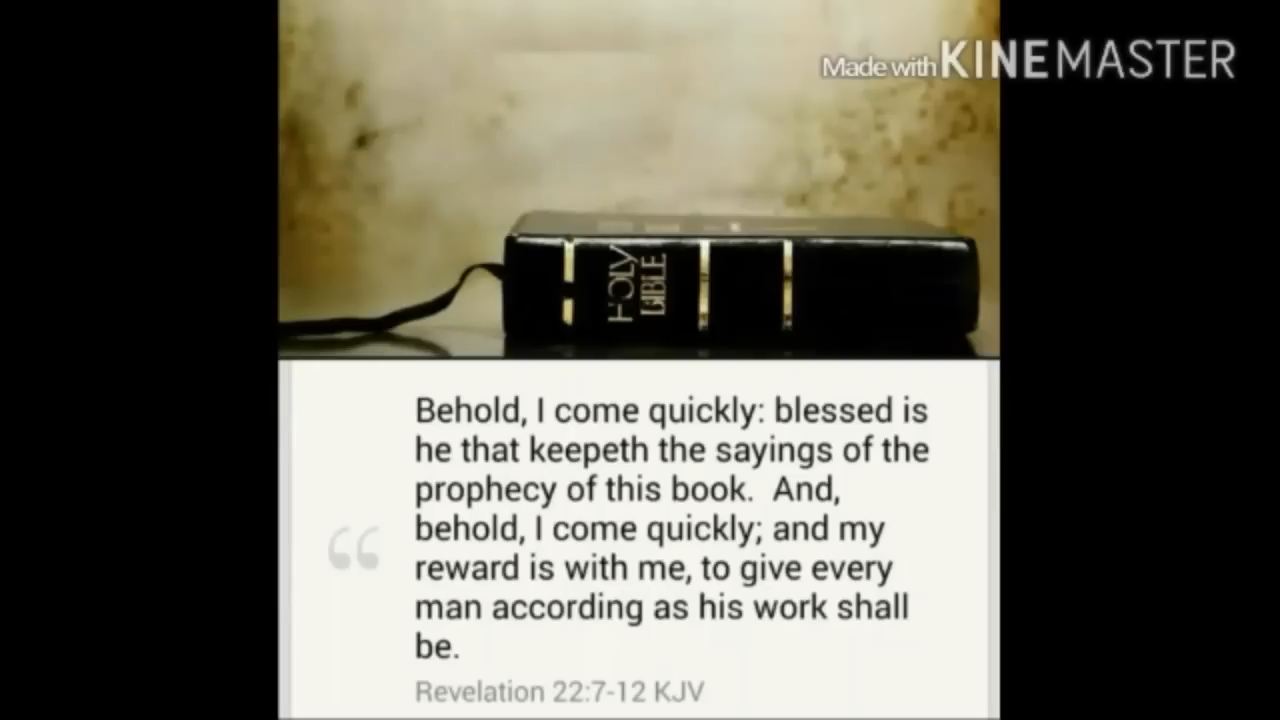 Made with KINEMASTER
HOLY
BIBLE
Behold, I come quickly: blessed is
he that keepeth the sayings of the
prophecy of this book.  And,
behold, I come quickly; and my
reward is with me, to give every
man according as his work shall
be.
Revelation 22:7-12 KJV